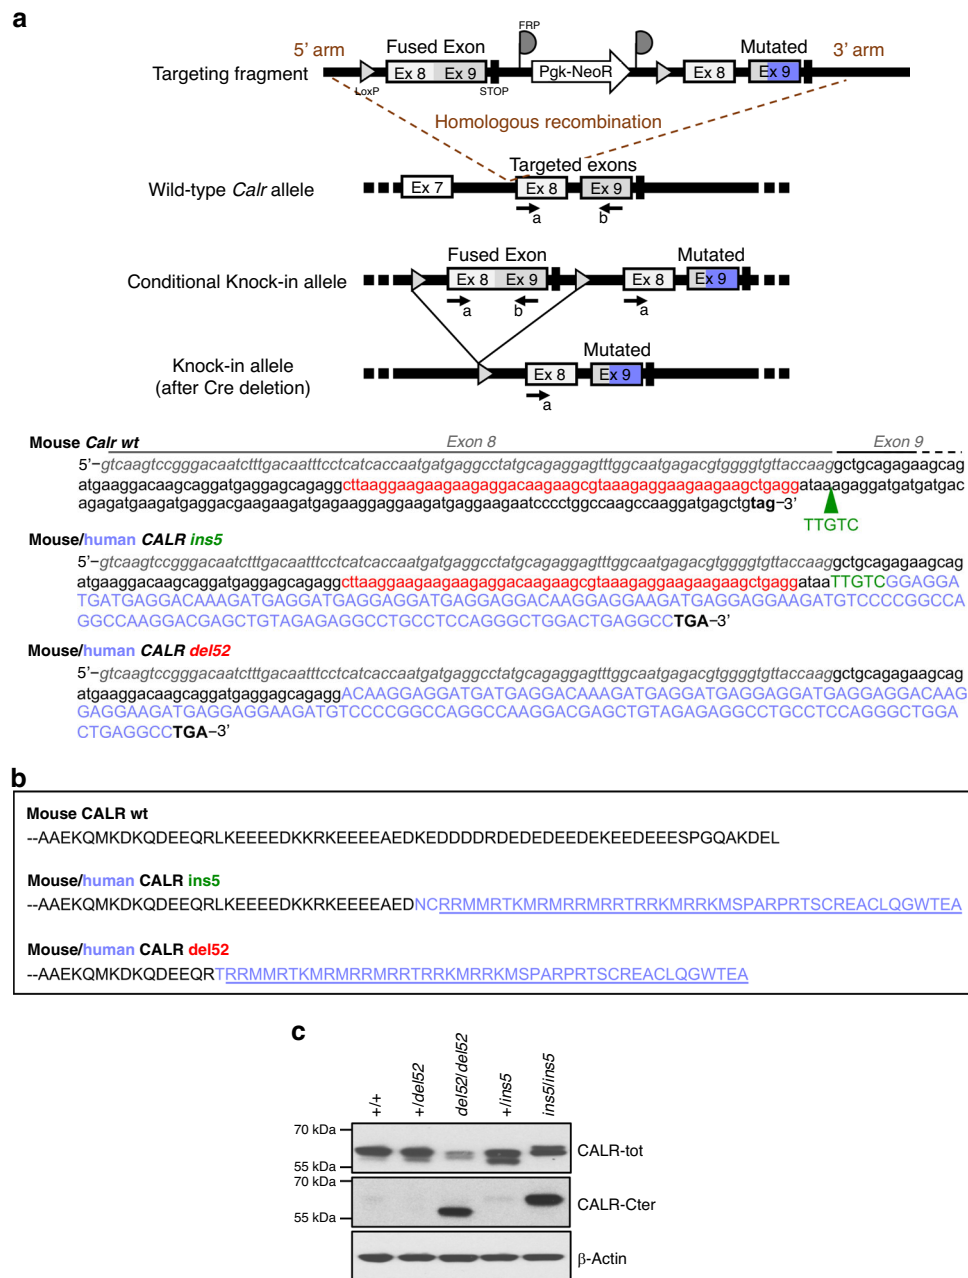 a
FRP
5' arm
Fused Exon
Mutated
3' arm
Targeting fragment
Ex 8
Ex 9
Pgk-NeoR
Ex 8
Ex 9
LoxP
STOP
Homologous recombination
Targeted exons
Wild-type Calr allele
Ex 7
Ex 8
Ex 9
a
b
Fused Exon
Mutated
Conditional Knock-in allele
Ex 8
Ex 9
Ex 8
Ex 9
a
b
a
Mutated
Knock-in allele
(after Cre deletion)
Ex 8
Ex 9
a
Mouse Calr wt
Exon 8
Exon 9
5'–gtcaagtccgggacaatctttgacaatttcctcatcaccaatgatgaggcctatgcagaggagtttggcaatgagacgtggggtgttaccaaggctgcagagaagcag
atgaaggacaagcaggatgaggagcagaggcttaaggaagaagaagaggacaagaagcgtaaagaggaagaagaagctgaggataaagaggatgatgatgac
agagatgaagatgaggacgaagaagatgagaaggaagaagatgaggaagaatcccctggccaagccaaggatgagctgtag–3'
TTGTC
Mouse/human CALR ins5
5'–gtcaagtccgggacaatctttgacaatttcctcatcaccaatgatgaggcctatgcagaggagtttggcaatgagacgtggggtgttaccaaggctgcagagaagcag
atgaaggacaagcaggatgaggagcagaggcttaaggaagaagaagaggacaagaagcgtaaagaggaagaagaagctgaggataaTTGTCGGAGGA
TGATGAGGACAAAGATGAGGATGAGGAGGATGAGGAGGACAAGGAGGAAGATGAGGAGGAAGATGTCCCCGGCCA
GGCCAAGGACGAGCTGTAGAGAGGCCTGCCTCCAGGGCTGGACTGAGGCCTGA–3'
Mouse/human CALR del52
5'–gtcaagtccgggacaatctttgacaatttcctcatcaccaatgatgaggcctatgcagaggagtttggcaatgagacgtggggtgttaccaaggctgcagagaagcag
atgaaggacaagcaggatgaggagcagaggACAAGGAGGATGATGAGGACAAAGATGAGGATGAGGAGGATGAGGAGGACAAG
GAGGAAGATGAGGAGGAAGATGTCCCCGGCCAGGCCAAGGACGAGCTGTAGAGAGGCCTGCCTCCAGGGCTGGA
CTGAGGCCTGA–3'
b
Mouse CALR wt
--AAEKQMKDKQDEEQRLKEEEEDKKRKEEEEAEDKEDDDDRDEDEDEEDEKEEDEEESPGQAKDEL
Mouse/human CALR ins5
--AAEKQMKDKQDEEQRLKEEEEDKKRKEEEEAEDNCRRMMRTKMRMRRMRRTRRKMRRKMSPARPRTSCREACLQGWTEA
Mouse/human CALR del52
--AAEKQMKDKQDEEQRTRRMMRTKMRMRRMRRTRRKMRRKMSPARPRTSCREACLQGWTEA
c
+/+
+/del52
del52/del52
+/ins5
ins5/ins5
70 kDa
CALR-tot
55 kDa
70 kDa
CALR-Cter
55 kDa
β-Actin